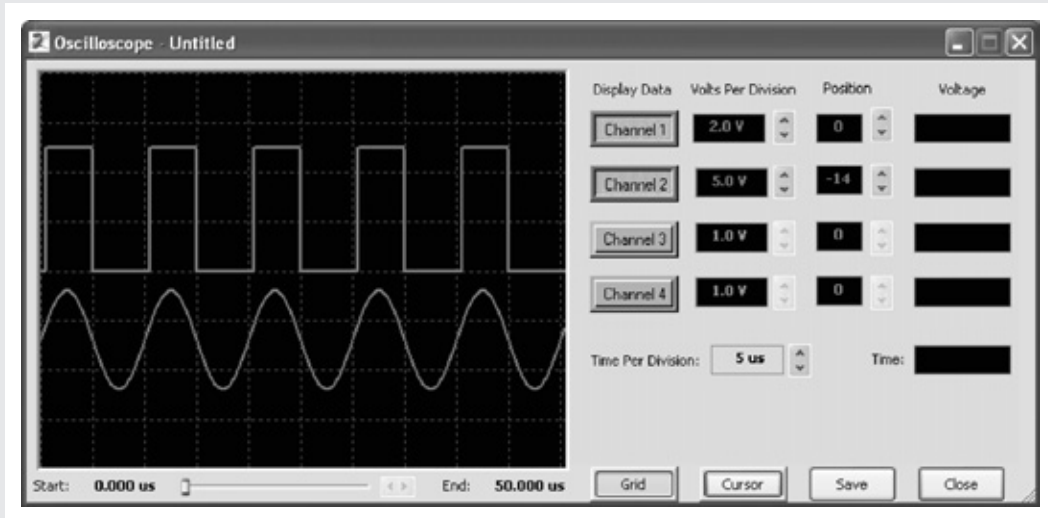 Oscilloscope - Untitled
Display Data Volts Per Division Position Voltage
Channel 1 2.0 V 0
Channel 2 5.0 V -14
Channel 3 1.0 V 0
Channel 4 1.0 V 0
Time Per Division: 5 us Time:
Start: 0.000 us End: 50.000 us Grid Cursor Save Close